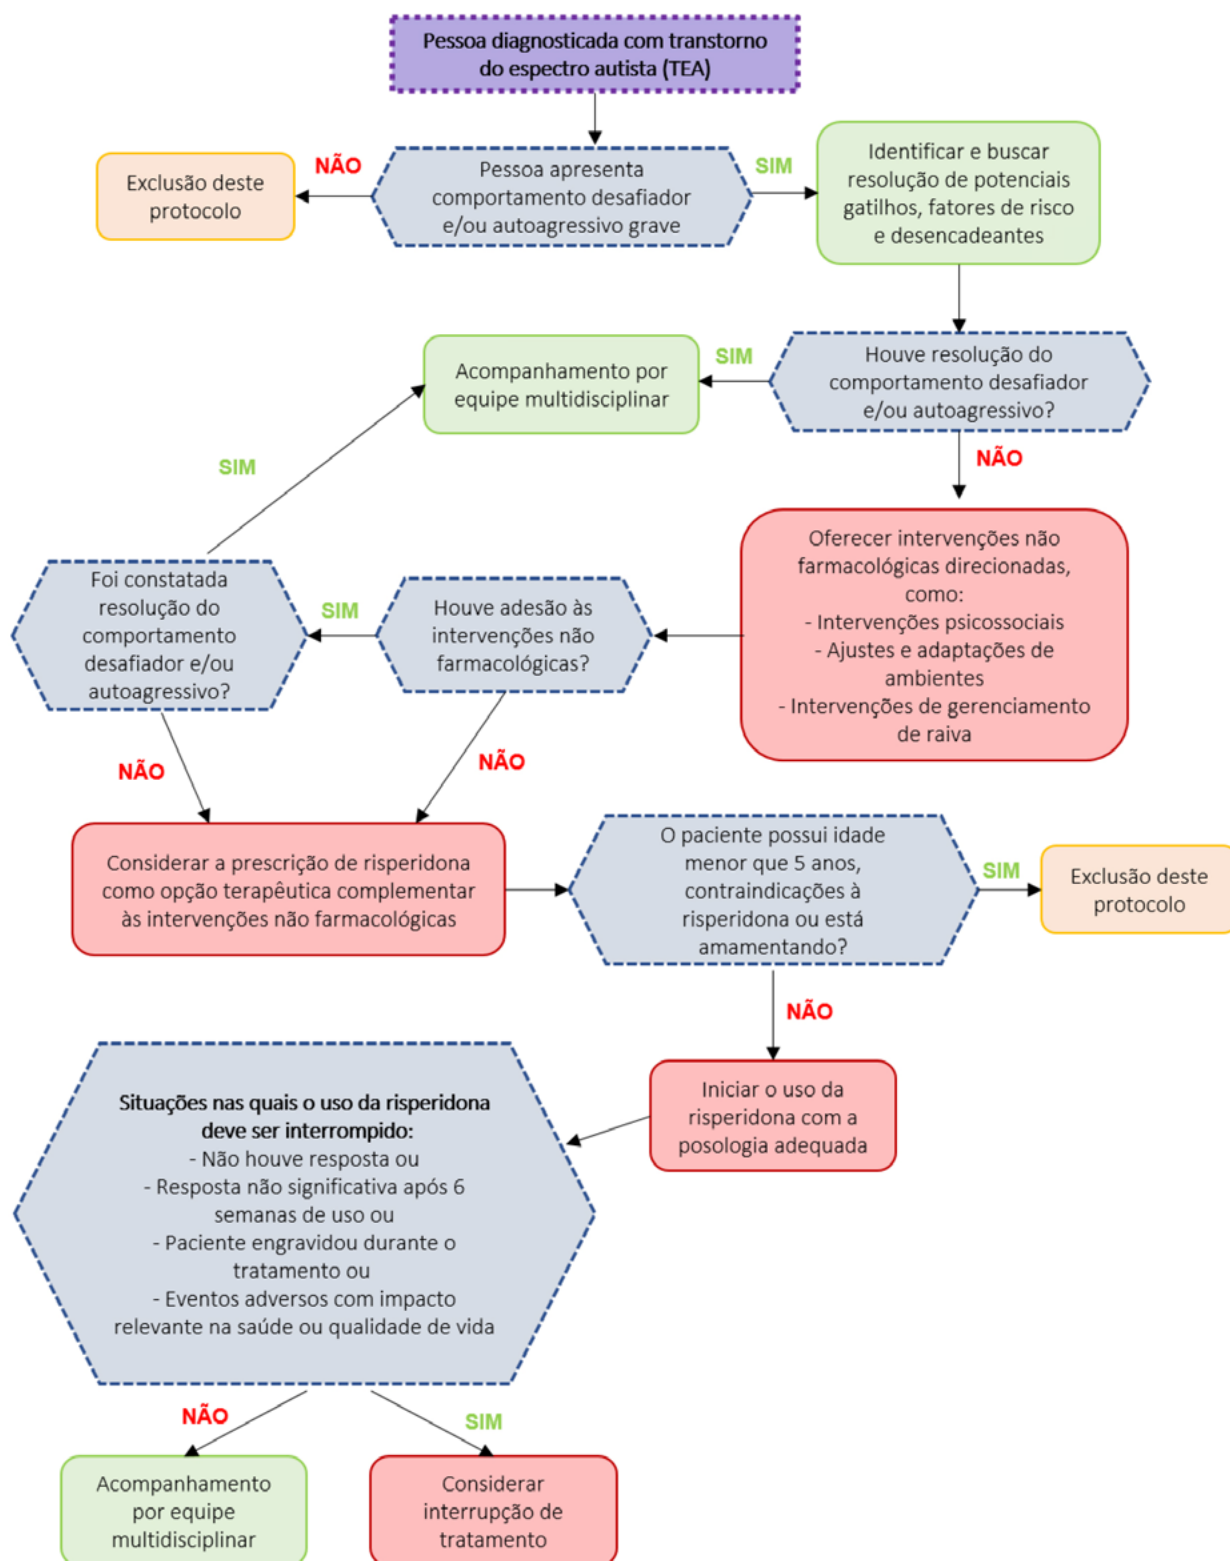 Pessoa diagnosticada com transtorno
do espectro autista (TEA)
NÃO
Exclusão deste
protocolo
Pessoa apresenta
comportamento desafiador
e/ou autoagressivo grave
SIM
Identificar e buscar
resolução de potenciais
gatilhos, fatores de risco
e desencadeantes
Acompanhamento por
equipe multidisciplinar
SIM
Houve resolução do
comportamento desafiador
e/ou autoagressivo?
NÃO
SIM
Foi constatada
resolução do
comportamento
desafiador e/ou
autoagressivo?
SIM
Houve adesão às
intervenções não
farmacológicas?
Oferecer intervenções não
farmacológicas direcionadas,
como:
- Intervenções psicossociais
- Ajustes e adaptações de
ambientes
- Intervenções de gerenciamento
de raiva
NÃO
NÃO
Considerar a prescrição de risperidona
como opção terapêutica complementar
às intervenções não farmacológicas
O paciente possui idade
menor que 5 anos,
contraindicações à
risperidona ou está
amamentando?
SIM
Exclusão deste
protocolo
NÃO
Iniciar o uso da
risperidona com a
posologia adequada
Situações nas quais o uso da risperidona
deve ser interrompido:
- Não houve resposta ou
- Resposta não significativa após 6
semanas de uso ou
- Paciente engravidou durante o
tratamento ou
- Eventos adversos com impacto
relevante na saúde ou qualidade de vida
NÃO
SIM
Acompanhamento
por equipe
multidisciplinar
Considerar
interrupção de
tratamento